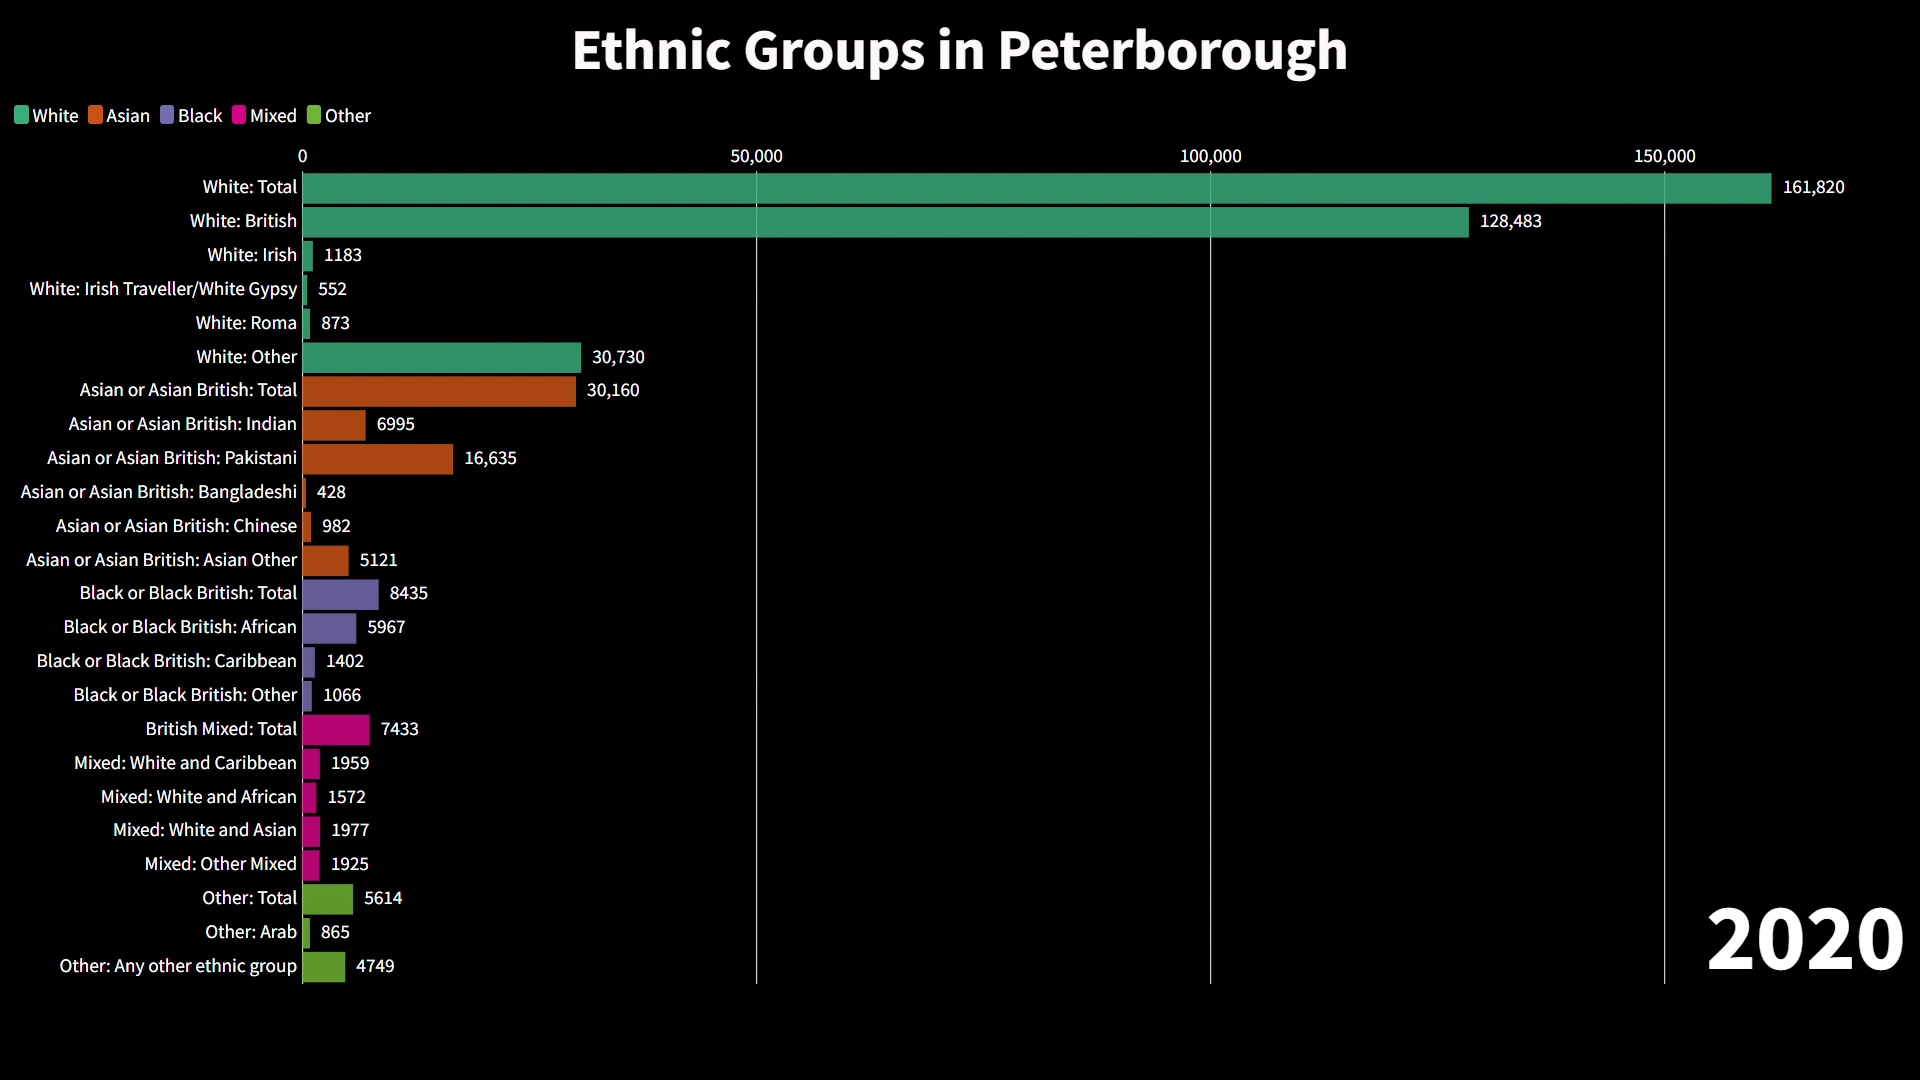 Ethnic Groups in Peterborough
White Asian Black Mixed Other
0 50,000 100,000 150,000
White: Total 161,820
White: British 128,483
White: Irish 1183
White: Irish Traveller/White Gypsy 552
White: Roma 873
White: Other 30,730
Asian or Asian British: Total 30,160
Asian or Asian British: Indian 6995
Asian or Asian British: Pakistani 16,635
Asian or Asian British: Bangladeshi 428
Asian or Asian British: Chinese 982
Asian or Asian British: Asian Other 5121
Black or Black British: Total 8435
Black or Black British: African 5967
Black or Black British: Caribbean 1402
Black or Black British: Other 1066
British Mixed: Total 7433
Mixed: White and Caribbean 1959
Mixed: White and African 1572
Mixed: White and Asian 1977
Mixed: Other Mixed 1925
Other: Total 5614
Other: Arab 865
Other: Any other ethnic group 4749
2020